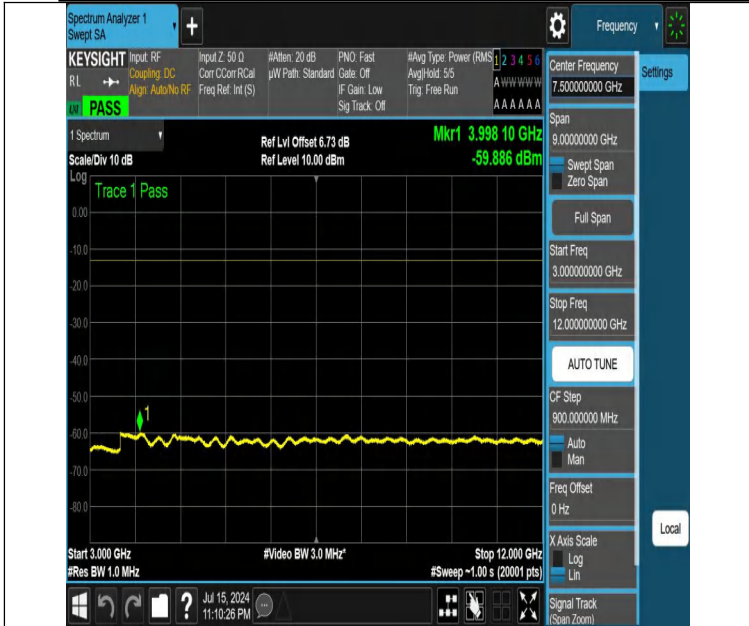 Spectrum Analyzer 1
Swept SA
+
Frequency
KEYSIGHT
RL
PASS
Input: RF
Coupling: DC
Align: Auto/No RF
Input Z: 50 Ω
Corr CCorr RCal
Freq Ref: Int (S)
#Atten: 20 dB
µW Path: Standard
PNO: Fast
Gate: Off
IF Gain: Low
Sig Track: Off
#Avg Type: Power (RMS
Avg|Hold: 5/5
Trig: Free Run
1 2 3 4 5 6
A W W W W W
A A A A A A
1 Spectrum
Scale/Div 10 dB
Ref Lvl Offset 6.73 dB
Ref Level 10.00 dBm
Mkr1 3.998 10 GHz
-59.886 dBm
Log
Trace 1 Pass
0.00
-10.0
-20.0
-30.0
-40.0
-50.0
-60.0
-70.0
-80.0
1
Start 3.000 GHz
#Res BW 1.0 MHz
#Video BW 3.0 MHz*
Stop 12.000 GHz
#Sweep ~1.00 s (20001 pts)
Center Frequency
7.500000000 GHz
Settings
Span
9.00000000 GHz
Swept Span
Zero Span
Full Span
Start Freq
3.000000000 GHz
Stop Freq
12.000000000 GHz
AUTO TUNE
CF Step
900.000000 MHz
Auto
Man
Freq Offset
0 Hz
X Axis Scale
Log
Lin
Local
Signal Track
(Span Zoom)
?
Jul 15, 2024
11:10:26 PM